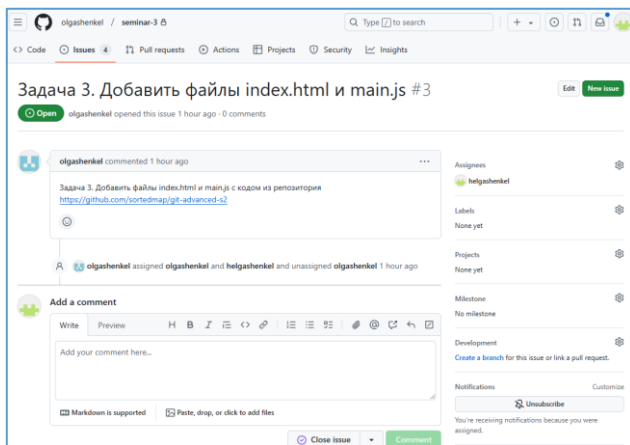 olgashenkel / seminar-3
Type / to search
Code
Issues 4
Pull requests
Actions
Projects
Security
Insights
Задача 3. Добавить файлы index.html и main.js #3
Edit
New issue
Open
olgashenkel opened this issue 1 hour ago · 0 comments
olgashenkel commented 1 hour ago
Задача 3. Добавить файлы index.html и main.js с кодом из репозитория
https://github.com/sortedmap/git-advanced-s2
olgashenkel assigned olgashenkel and helgashenkel and unassigned olgashenkel 1 hour ago
Add a comment
Write
Preview
Add your comment here...
Markdown is supported
Paste, drop, or click to add files
Close issue
Comment
Assignees
helgashenkel
Labels
None yet
Projects
None yet
Milestone
No milestone
Development
Create a branch for this issue or link a pull request.
Notifications
Customize
Unsubscribe
You're receiving notifications because you were
assigned.